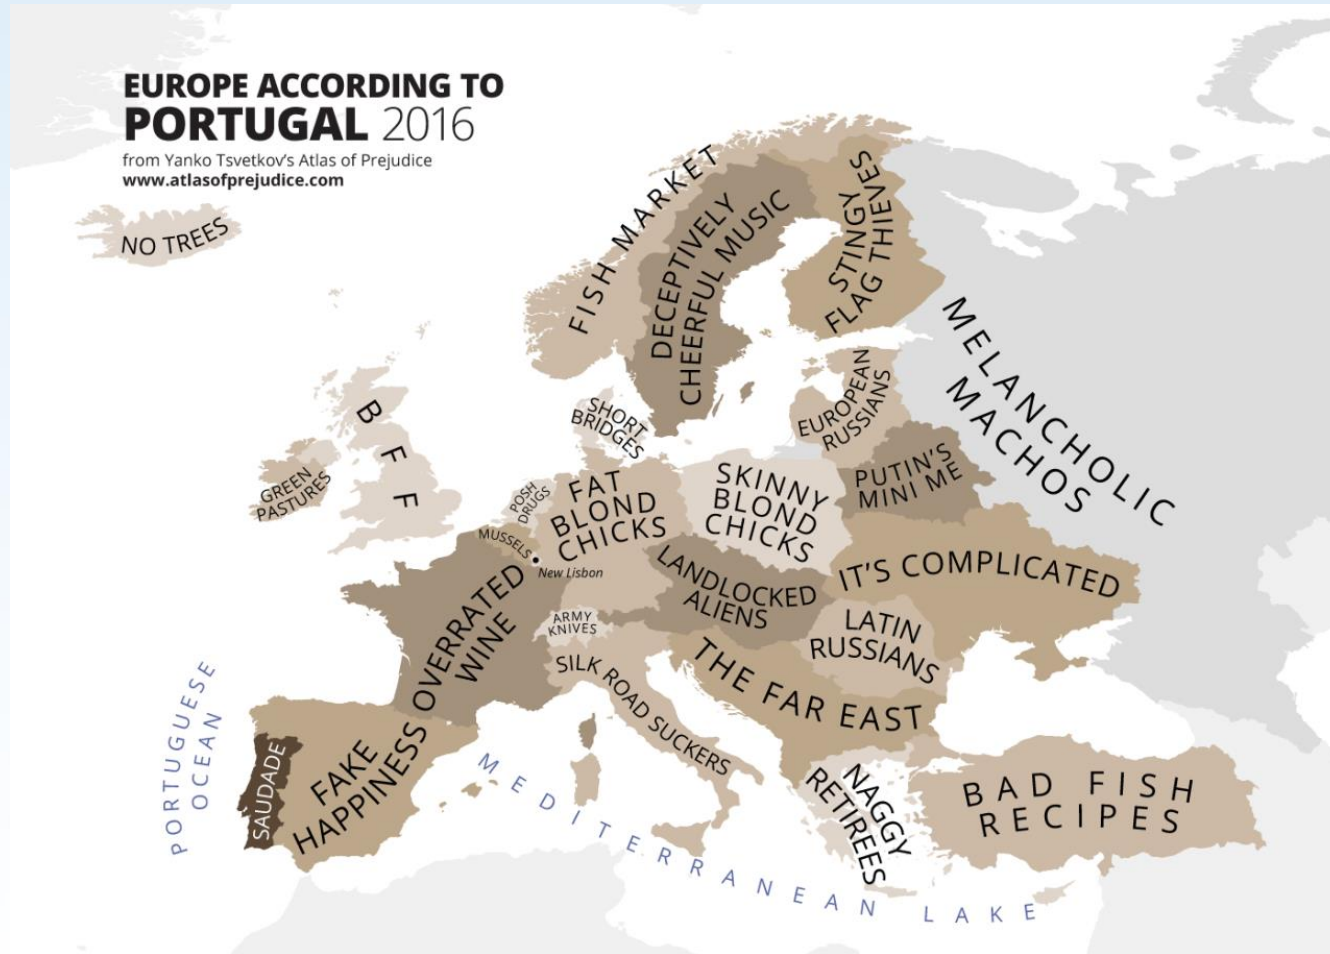 EUROPE ACCORDING TO
PORTUGAL 2016
from Yanko Tsvetkov's Atlas of Prejudice
www.atlasofprejudice.com
NO TREES
FISH MARKET
DECEPTIVELY
CHEERFUL MUSIC
STINGY
FLAG THIEVES
MELANCHOLIC
MACHOS
EUROPEAN
RUSSIANS
SHORT
BRIDGES
BFF
GREEN
PASTURES
POSH
DRUGS
FAT
BLOND
CHICKS
SKINNY
BLOND
CHICKS
PUTIN'S
MINI ME
MUSSELS
New Lisbon
IT'S COMPLICATED
LANDLOCKED
ALIENS
ARMY
KNIVES
LATIN
RUSSIANS
OVERRATED
WINE
SILK ROAD SUCKERS
THE FAR EAST
PORTUGUESE
OCEAN
SAUDADE
FAKE
HAPPINESS
MEDITERRANEAN LAKE
NAGGY
RETIREES
BAD FISH
RECIPES